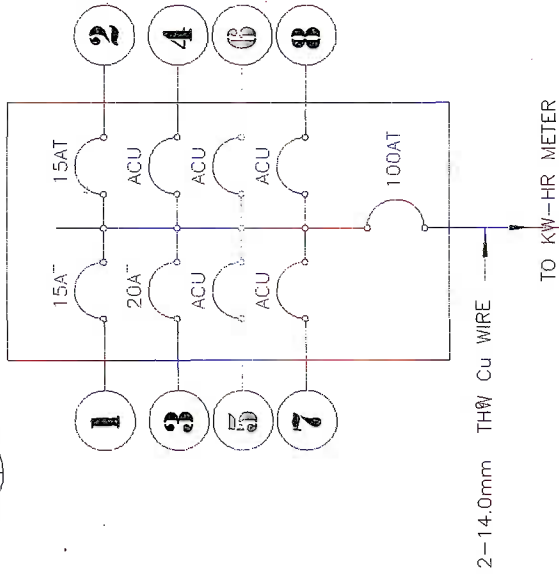 1 15A 15AT 2
3 20A ACU 4
5 ACU ACU 6
7 ACU ACU 8
100AT
2-14.0mm THW Cu WIRE
TO KW-HR METER